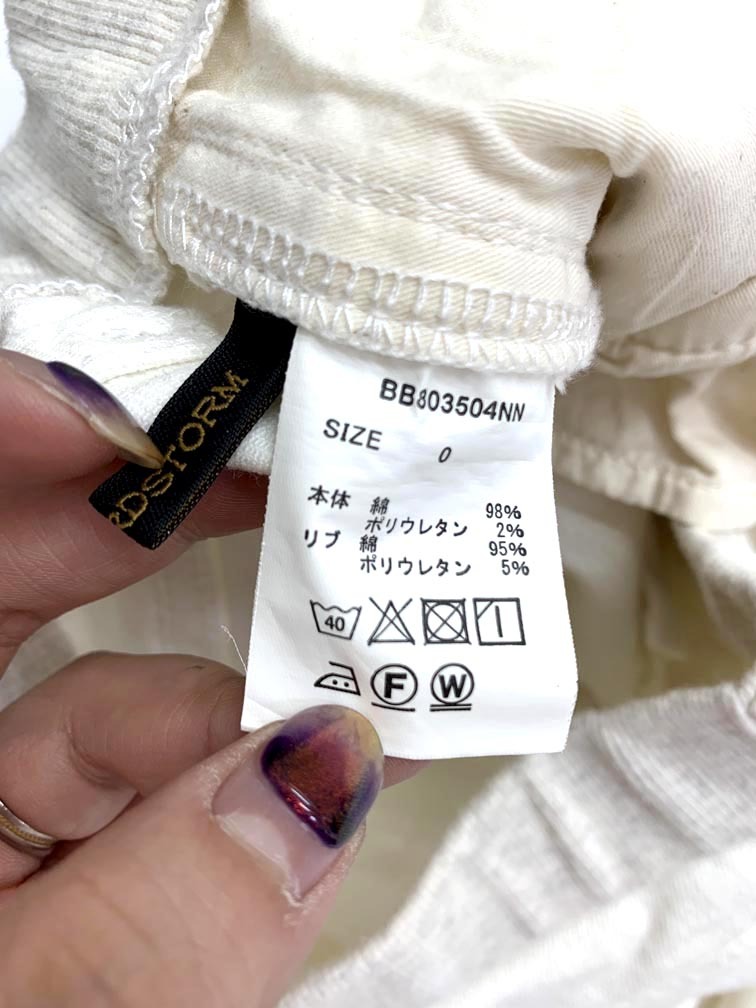 RDSTORM
BB803504NN
SIZE 0
本体 綿 98%
ポリウレタン 2%
リブ 綿 95%
ポリウレタン 5%
40
F W